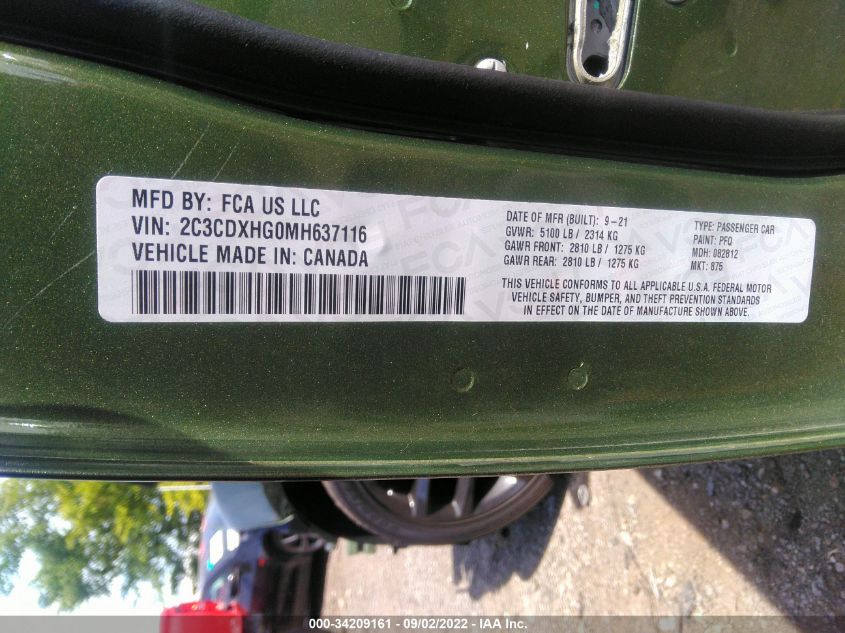 MFD BY: FCA US LLC
VIN: 2C3CDXHG0MH637116
VEHICLE MADE IN: CANADA
DATE OF MFR (BUILT): 9-21
GVWR: 5100 LB / 2314 KG
GAWR FRONT: 2810 LB / 1275 KG
GAWR REAR: 2810 LB / 1275 KG
TYPE: PASSENGER CAR
PAINT: PFQ
MDH: 082812
MKT: 875
THIS VEHICLE CONFORMS TO ALL APPLICABLE U.S.A. FEDERAL MOTOR
VEHICLE SAFETY, BUMPER, AND THEFT PREVENTION STANDARDS
IN EFFECT ON THE DATE OF MANUFACTURE SHOWN ABOVE.
000-34209161 - 09/02/2022 - IAA Inc.